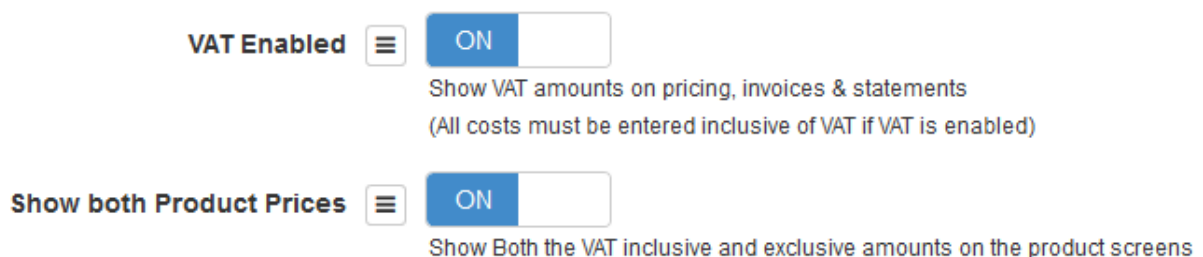 VAT Enabled ON
Show VAT amounts on pricing, invoices & statements
(All costs must be entered inclusive of VAT if VAT is enabled)
Show both Product Prices ON
Show Both the VAT inclusive and exclusive amounts on the product screens